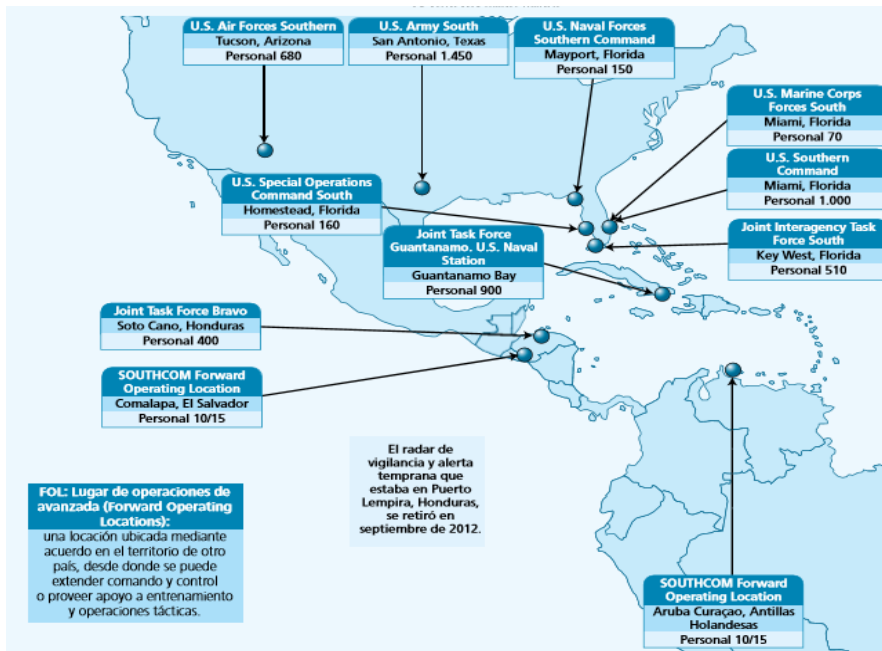 U.S. Air Forces Southern
Tucson, Arizona
Personal 680
U.S. Army South
San Antonio, Texas
Personal 1.450
U.S. Naval Forces
Southern Command
Mayport, Florida
Personal 150
U.S. Marine Corps
Forces South
Miami, Florida
Personal 70
U.S. Southern
Command
Miami, Florida
Personal 1.000
U.S. Special Operations
Command South
Homestead, Florida
Personal 160
Joint Task Force
Guantanamo. U.S. Naval
Station
Guantanamo Bay
Personal 900
Joint Interagency Task
Force South
Key West, Florida
Personal 510
Joint Task Force Bravo
Soto Cano, Honduras
Personal 400
SOUTHCOM Forward
Operating Location
Comalapa, El Salvador
Personal 10/15
El radar de
vigilancia y alerta
temprana que
estaba en Puerto
Lempira, Honduras,
se retiró en
septiembre de 2012.
FOL: Lugar de operaciones de
avanzada (Forward Operating
Locations):
una locación ubicada mediante
acuerdo en el territorio de otro
país, desde donde se puede
extender comando y control
o proveer apoyo a entrenamiento
y operaciones tácticas.
SOUTHCOM Forward
Operating Location
Aruba Curaçao, Antillas
Holandesas
Personal 10/15